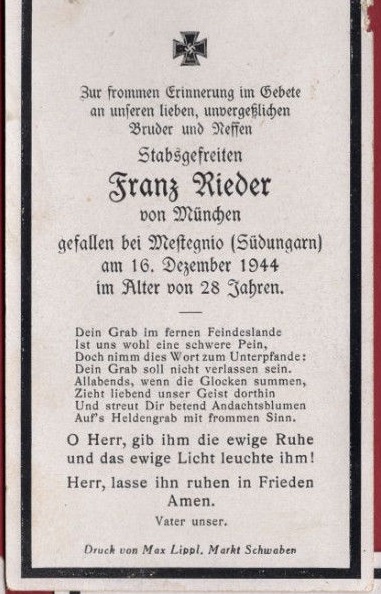 Zur frommen Erinnerung im Gebete
an unseren lieben, unvergeßlichen
Bruder und Neffen
Stabsgefreiten
Franz Rieder
von München
gefallen bei Mestegnio (Südungarn)
am 16. Dezember 1944
im Alter von 28 Jahren.
Dein Grab im fernen Feindeslande
Ist uns wohl eine schwere Pein,
Doch nimm dies Wort zum Unterpfande:
Dein Grab soll nicht verlassen sein.
Allabends, wenn die Glocken summen,
Zieht liebend unser Geist dorthin
Und streut Dir betend Andachtsblumen
Auf's Heldengrab mit frommen Sinn.
O Herr, gib ihm die ewige Ruhe
und das ewige Licht leuchte ihm!
Herr, lasse ihn ruhen in Frieden
Amen.
Vater unser.
Druck von Max Lippl, Markt Schwaben